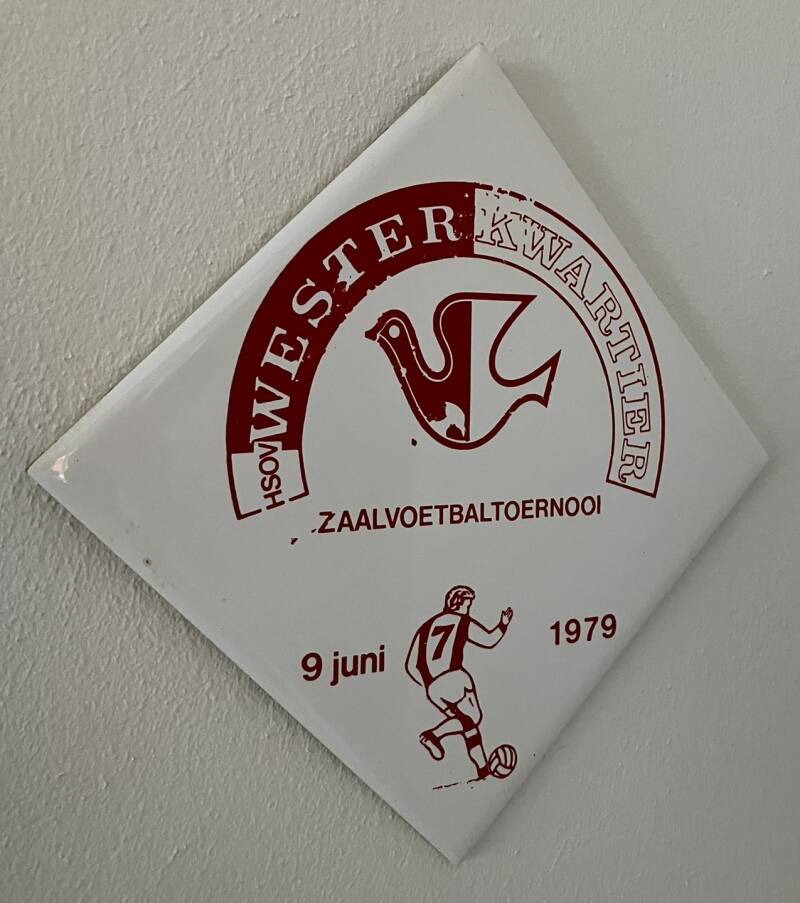 HSOV WESTERKWARTIER
ZAALVOETBALTOERNOOI
9 juni 1979
7